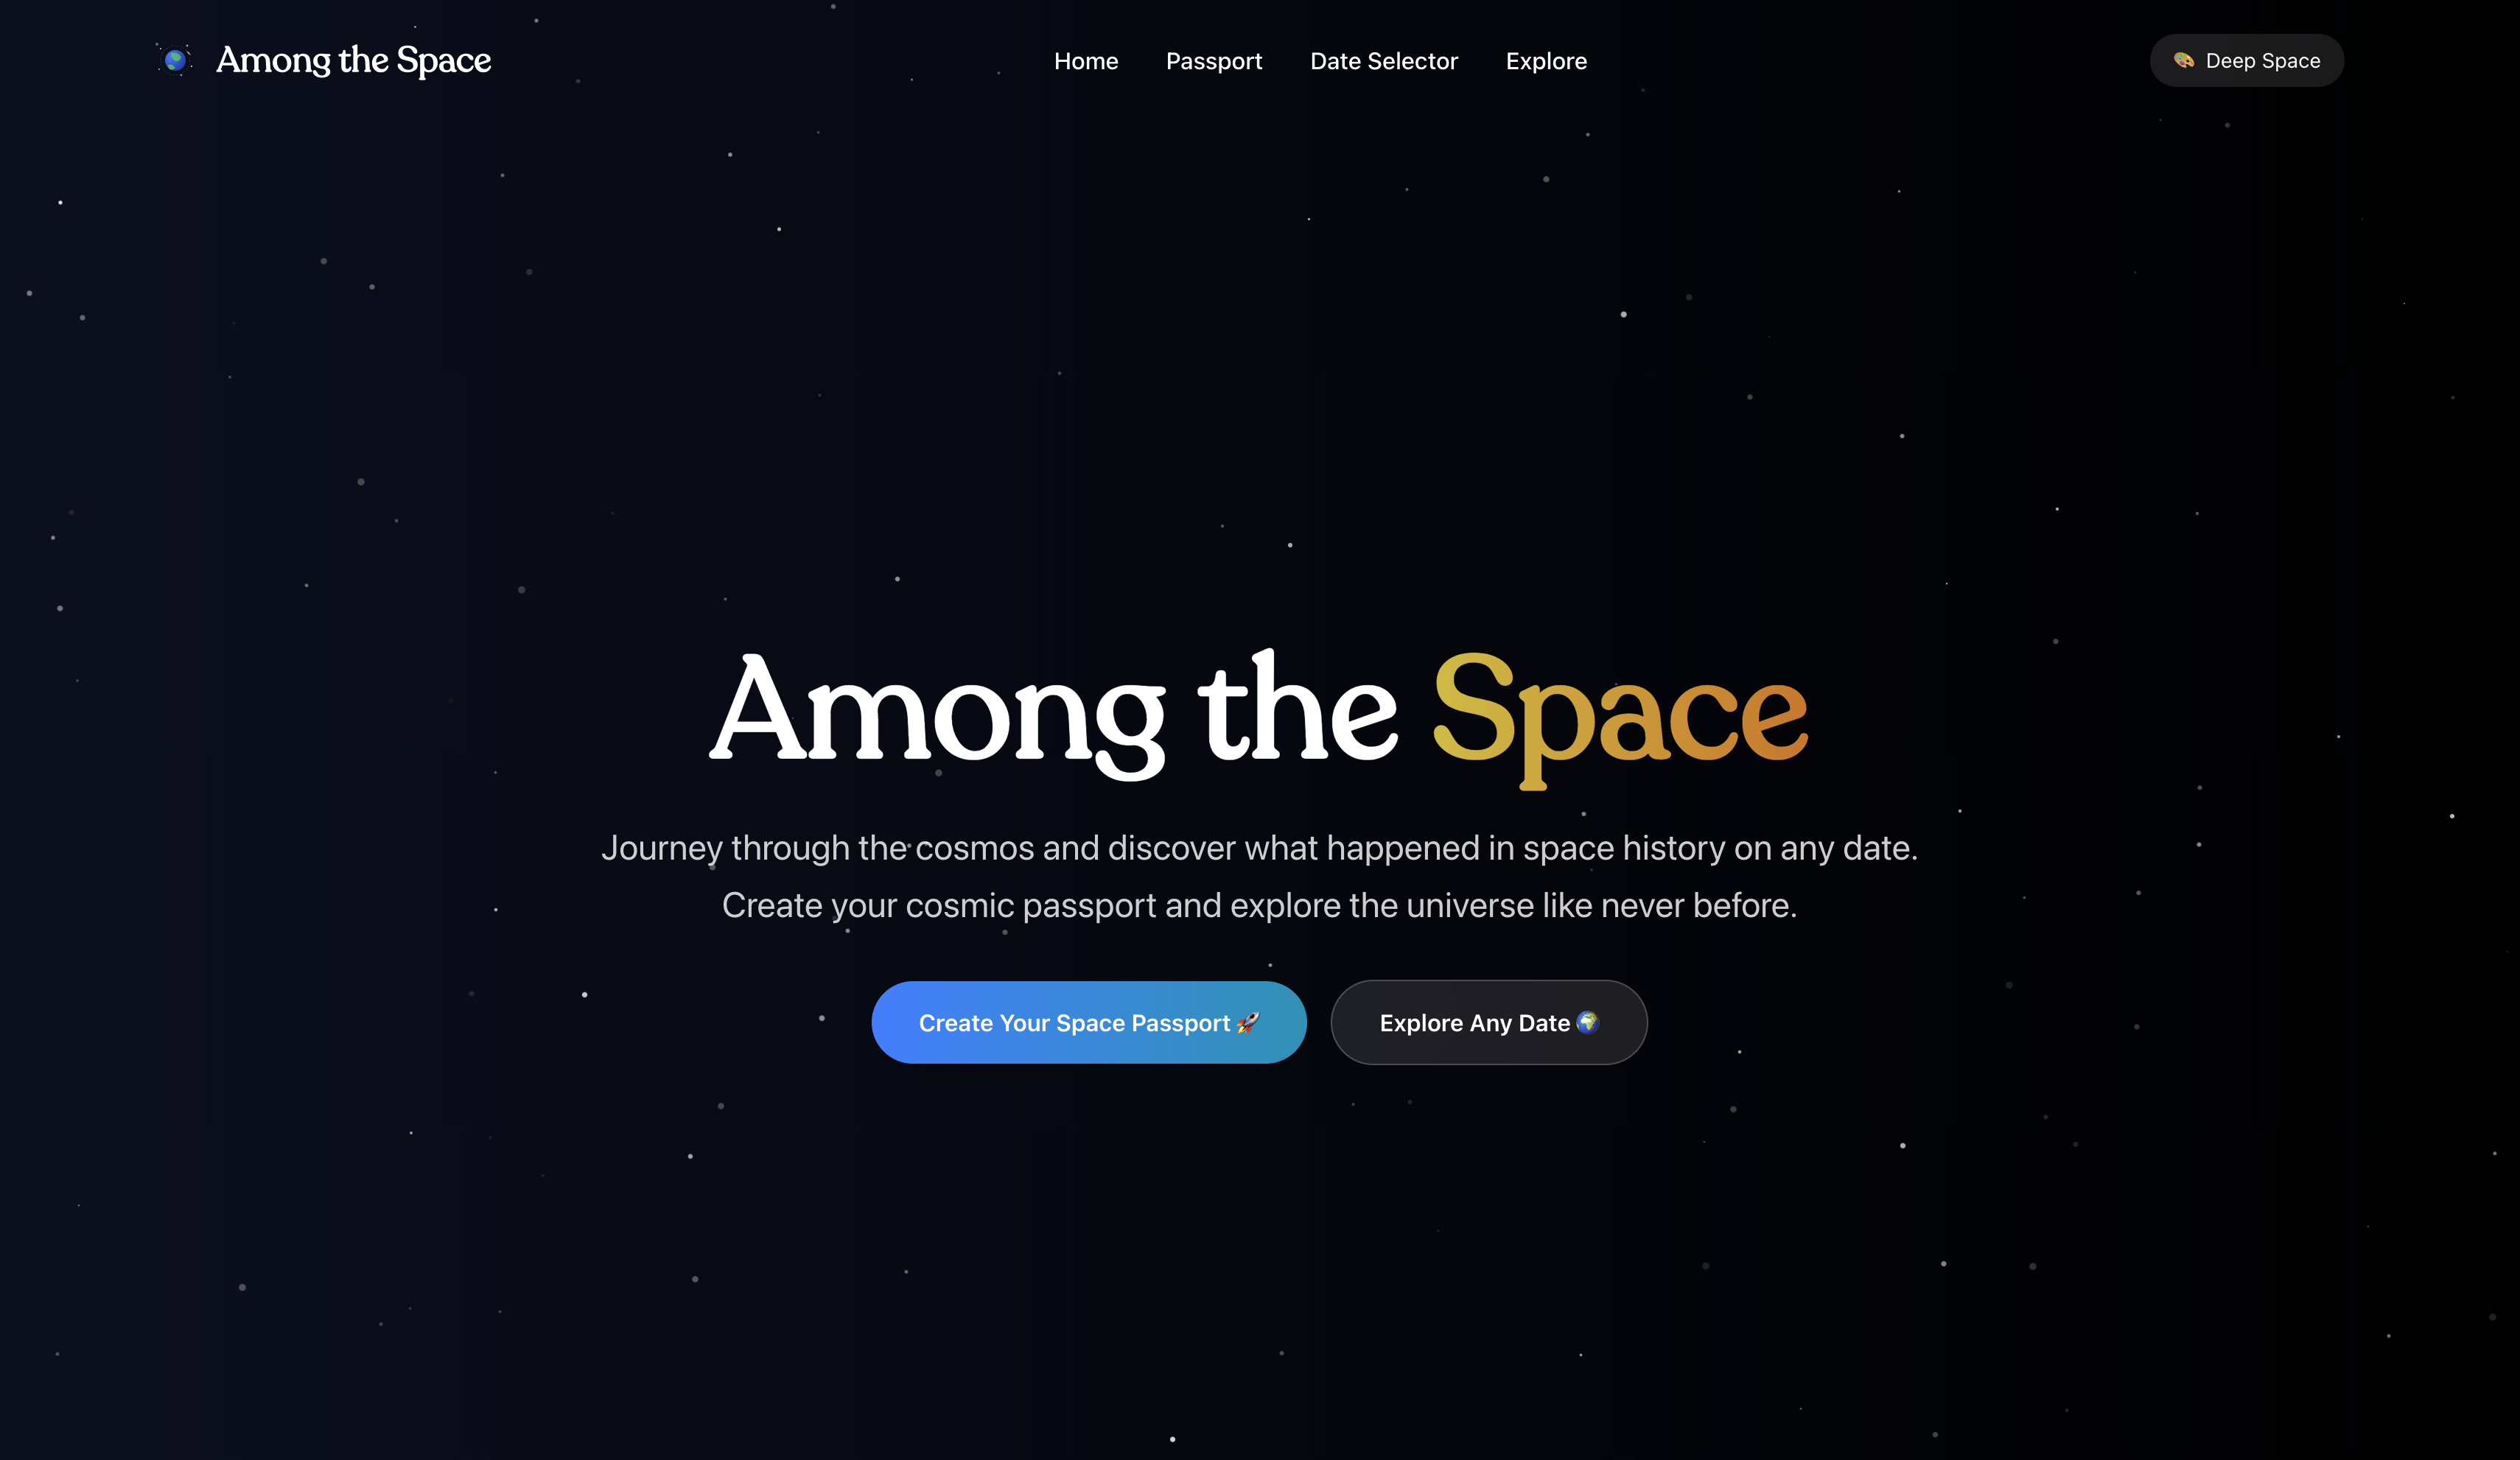 Among the Space
Home
Passport
Date Selector
Explore
🎨 Deep Space
Among the Space
Journey through the cosmos and discover what happened in space history on any date.
Create your cosmic passport and explore the universe like never before.
Create Your Space Passport 🚀
Explore Any Date 🌍